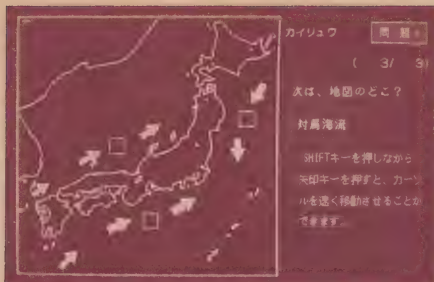 カイシュウ 問題
( 3/ 3)
次は、地図のどこ?
対馬海流
SHIFTキーを押しながら
矢印キーを押すと、カーソ
ルを速く移動させることが
できます。